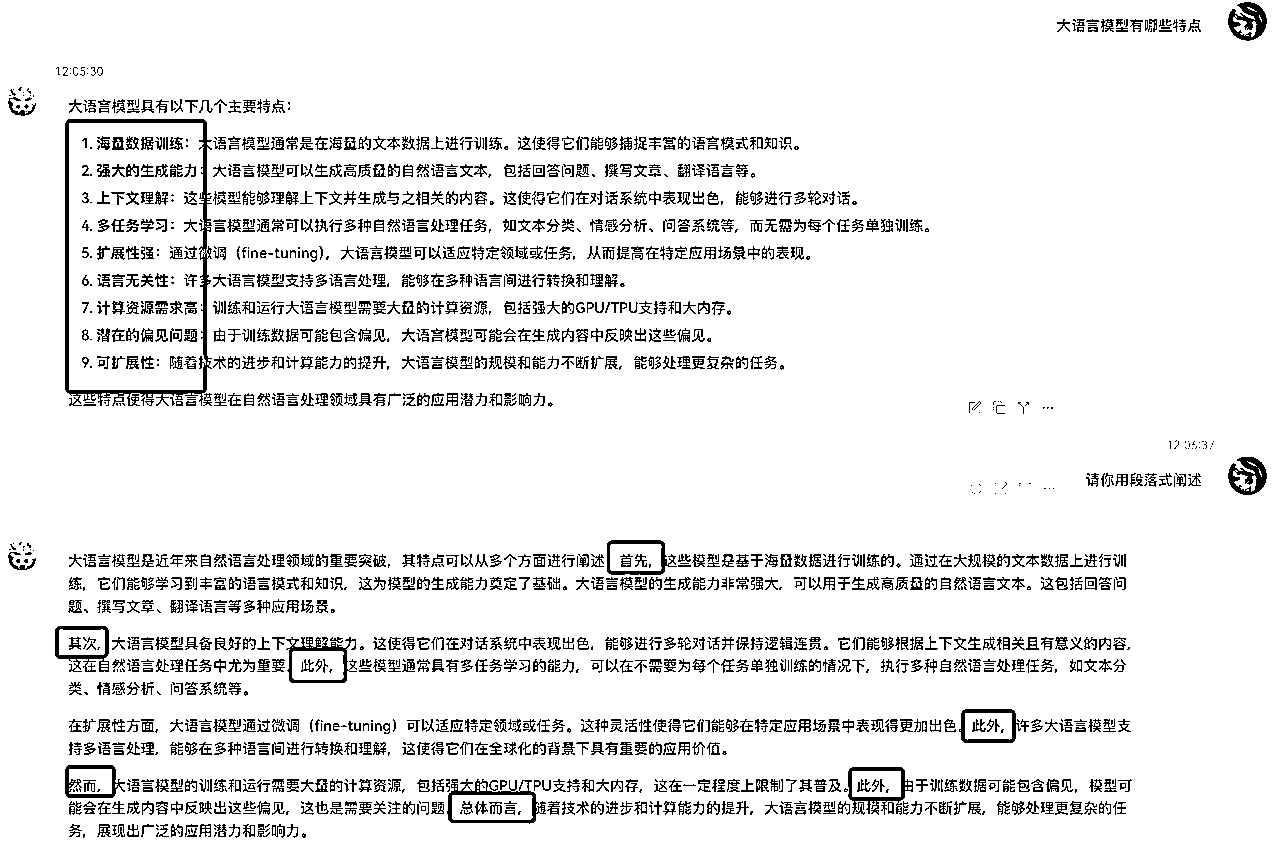 大语言模型有哪些特点
12:05:30
大语言模型具有以下几个主要特点：
1. 海量数据训练：大语言模型通常是在海量的文本数据上进行训练。这使得它们能够捕捉丰富的语言模式和知识。
2. 强大的生成能力：大语言模型可以生成高质量的自然语言文本，包括回答问题、撰写文章、翻译语言等。
3. 上下文理解：这些模型能够理解上下文并生成与之相关的内容。这使得它们在对话系统中表现出色，能够进行多轮对话。
4. 多任务学习：大语言模型通常可以执行多种自然语言处理任务，如文本分类、情感分析、问答系统等，而无需为每个任务单独训练。
5. 扩展性强：通过微调（fine-tuning），大语言模型可以适应特定领域或任务，从而提高在特定应用场景中的表现。
6. 语言无关性：许多大语言模型支持多语言处理，能够在多种语言间进行转换和理解。
7. 计算资源需求高：训练和运行大语言模型需要大量的计算资源，包括强大的GPU/TPU支持和大内存。
8. 潜在的偏见问题：由于训练数据可能包含偏见，大语言模型可能会在生成内容中反映出这些偏见。
9. 可扩展性：随着技术的进步和计算能力的提升，大语言模型的规模和能力不断扩展，能够处理更复杂的任务。
这些特点使得大语言模型在自然语言处理领域具有广泛的应用潜力和影响力。
12:06:37
请你用段落式阐述
大语言模型是近年来自然语言处理领域的重要突破，其特点可以从多个方面进行阐述 首先，这些模型是基于海量数据进行训练的。通过在大规模的文本数据上进行训
练，它们能够学习到丰富的语言模式和知识，这为模型的生成能力奠定了基础。大语言模型的生成能力非常强大，可以用于生成高质量的自然语言文本。这包括回答问
题、撰写文章、翻译语言等多种应用场景。
其次，大语言模型具备良好的上下文理解能力。这使得它们在对话系统中表现出色，能够进行多轮对话并保持逻辑连贯。它们能够根据上下文生成相关且有意义的内容，
这在自然语言处理任务中尤为重要 此外，这些模型通常具有多任务学习的能力，可以在不需要为每个任务单独训练的情况下，执行多种自然语言处理任务，如文本分
类、情感分析、问答系统等。
在扩展性方面，大语言模型通过微调（fine-tuning）可以适应特定领域或任务。这种灵活性使得它们能够在特定应用场景中表现得更加出色 此外，许多大语言模型支
持多语言处理，能够在多种语言间进行转换和理解，这使得它们在全球化的背景下具有重要的应用价值。
然而，大语言模型的训练和运行需要大量的计算资源，包括强大的GPU/TPU支持和大内存，这在一定程度上限制了其普及。此外，由于训练数据可能包含偏见，模型可
能会在生成内容中反映出这些偏见，这也是需要关注的问题 总体而言，随着技术的进步和计算能力的提升，大语言模型的规模和能力不断扩展，能够处理更复杂的任
务，展现出广泛的应用潜力和影响力。